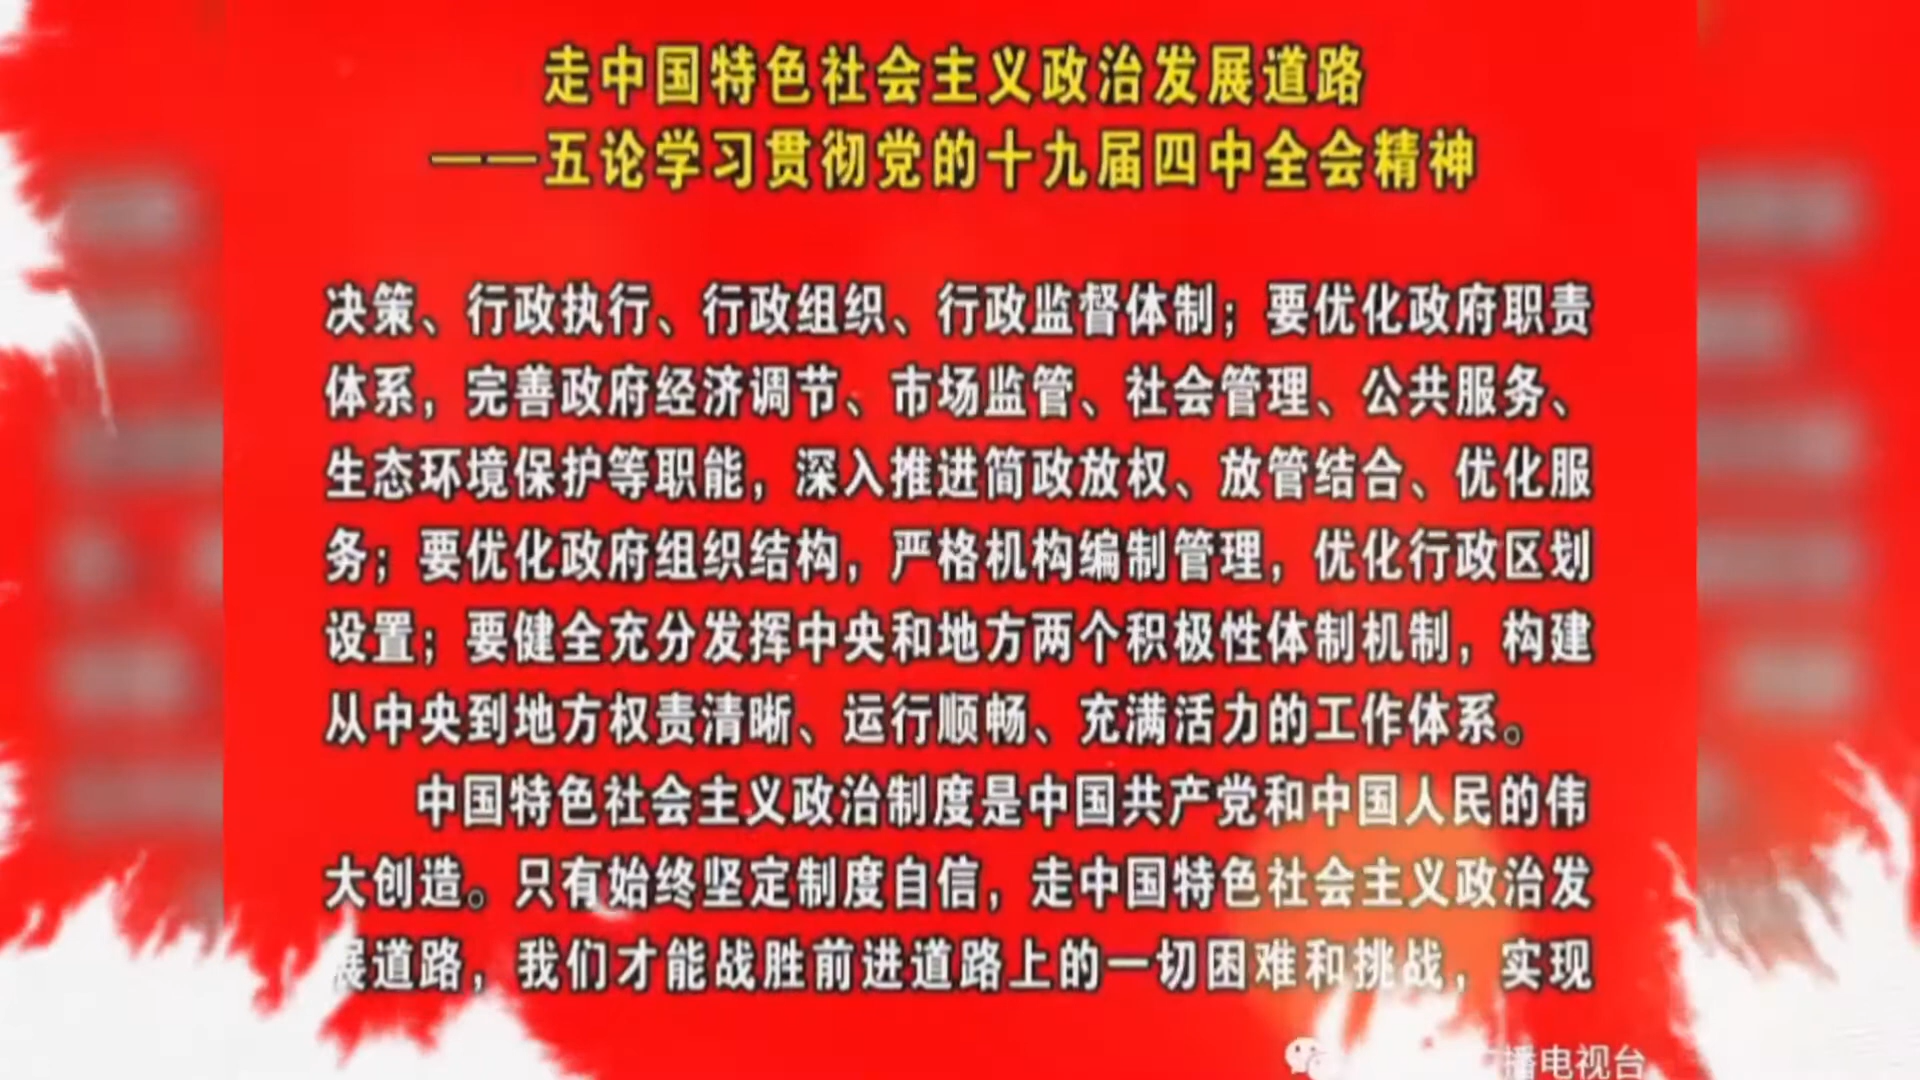 走中国特色社会主义政治发展道路
——五论学习贯彻党的十九届四中全会精神
决策、行政执行、行政组织、行政监督体制；要优化政府职责
体系，完善政府经济调节、市场监管、社会管理、公共服务、
生态环境保护等职能，深入推进简政放权、放管结合、优化服
务；要优化政府组织结构，严格机构编制管理，优化行政区划
设置；要健全充分发挥中央和地方两个积极性体制机制，构建
从中央到地方权责清晰、运行顺畅、充满活力的工作体系。
中国特色社会主义政治制度是中国共产党和中国人民的伟
大创造。只有始终坚定制度自信，走中国特色社会主义政治发
展道路，我们才能战胜前进道路上的一切困难和挑战，实现
播电视台